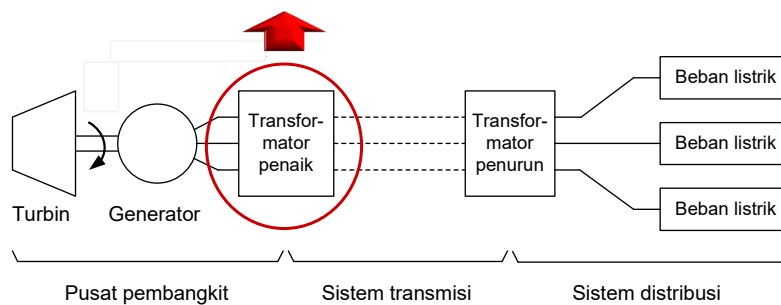 Turbin
Generator
Transfor-
mator
penaik
Transfor-
mator
penurun
Beban listrik
Beban listrik
Beban listrik
Pusat pembangkit
Sistem transmisi
Sistem distribusi